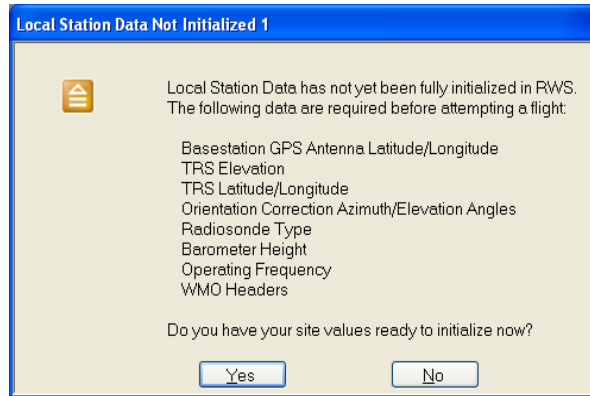 Local Station Data Not Initialized 1
Local Station Data has not yet been fully initialized in RWS.
The following data are required before attempting a flight:
Basestation GPS Antenna Latitude/Longitude
TRS Elevation
TRS Latitude/Longitude
Orientation Correction Azimuth/Elevation Angles
Radiosonde Type
Barometer Height
Operating Frequency
WMO Headers
Do you have your site values ready to initialize now?
Yes No